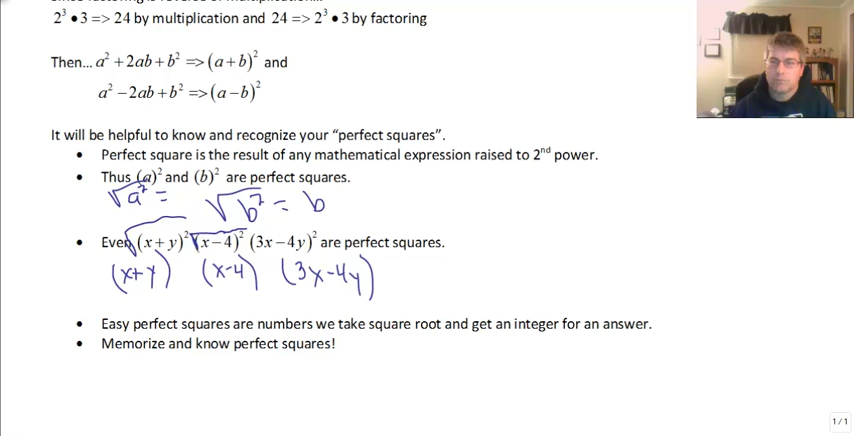 2³ • 3 => 24 by multiplication and 24 => 2³ • 3 by factoring
Then... a² + 2ab + b² => (a + b)² and
a² − 2ab + b² => (a − b)²
It will be helpful to know and recognize your “perfect squares”.
• Perfect square is the result of any mathematical expression raised to 2nd power.
• Thus (a)² and (b)² are perfect squares.
√a² = √b² = b
• Even (x + y)² √(x − 4)² (3x − 4y)² are perfect squares.
(x+y) (x-4) (3x-4y)
• Easy perfect squares are numbers we take square root and get an integer for an answer.
• Memorize and know perfect squares!
1/1